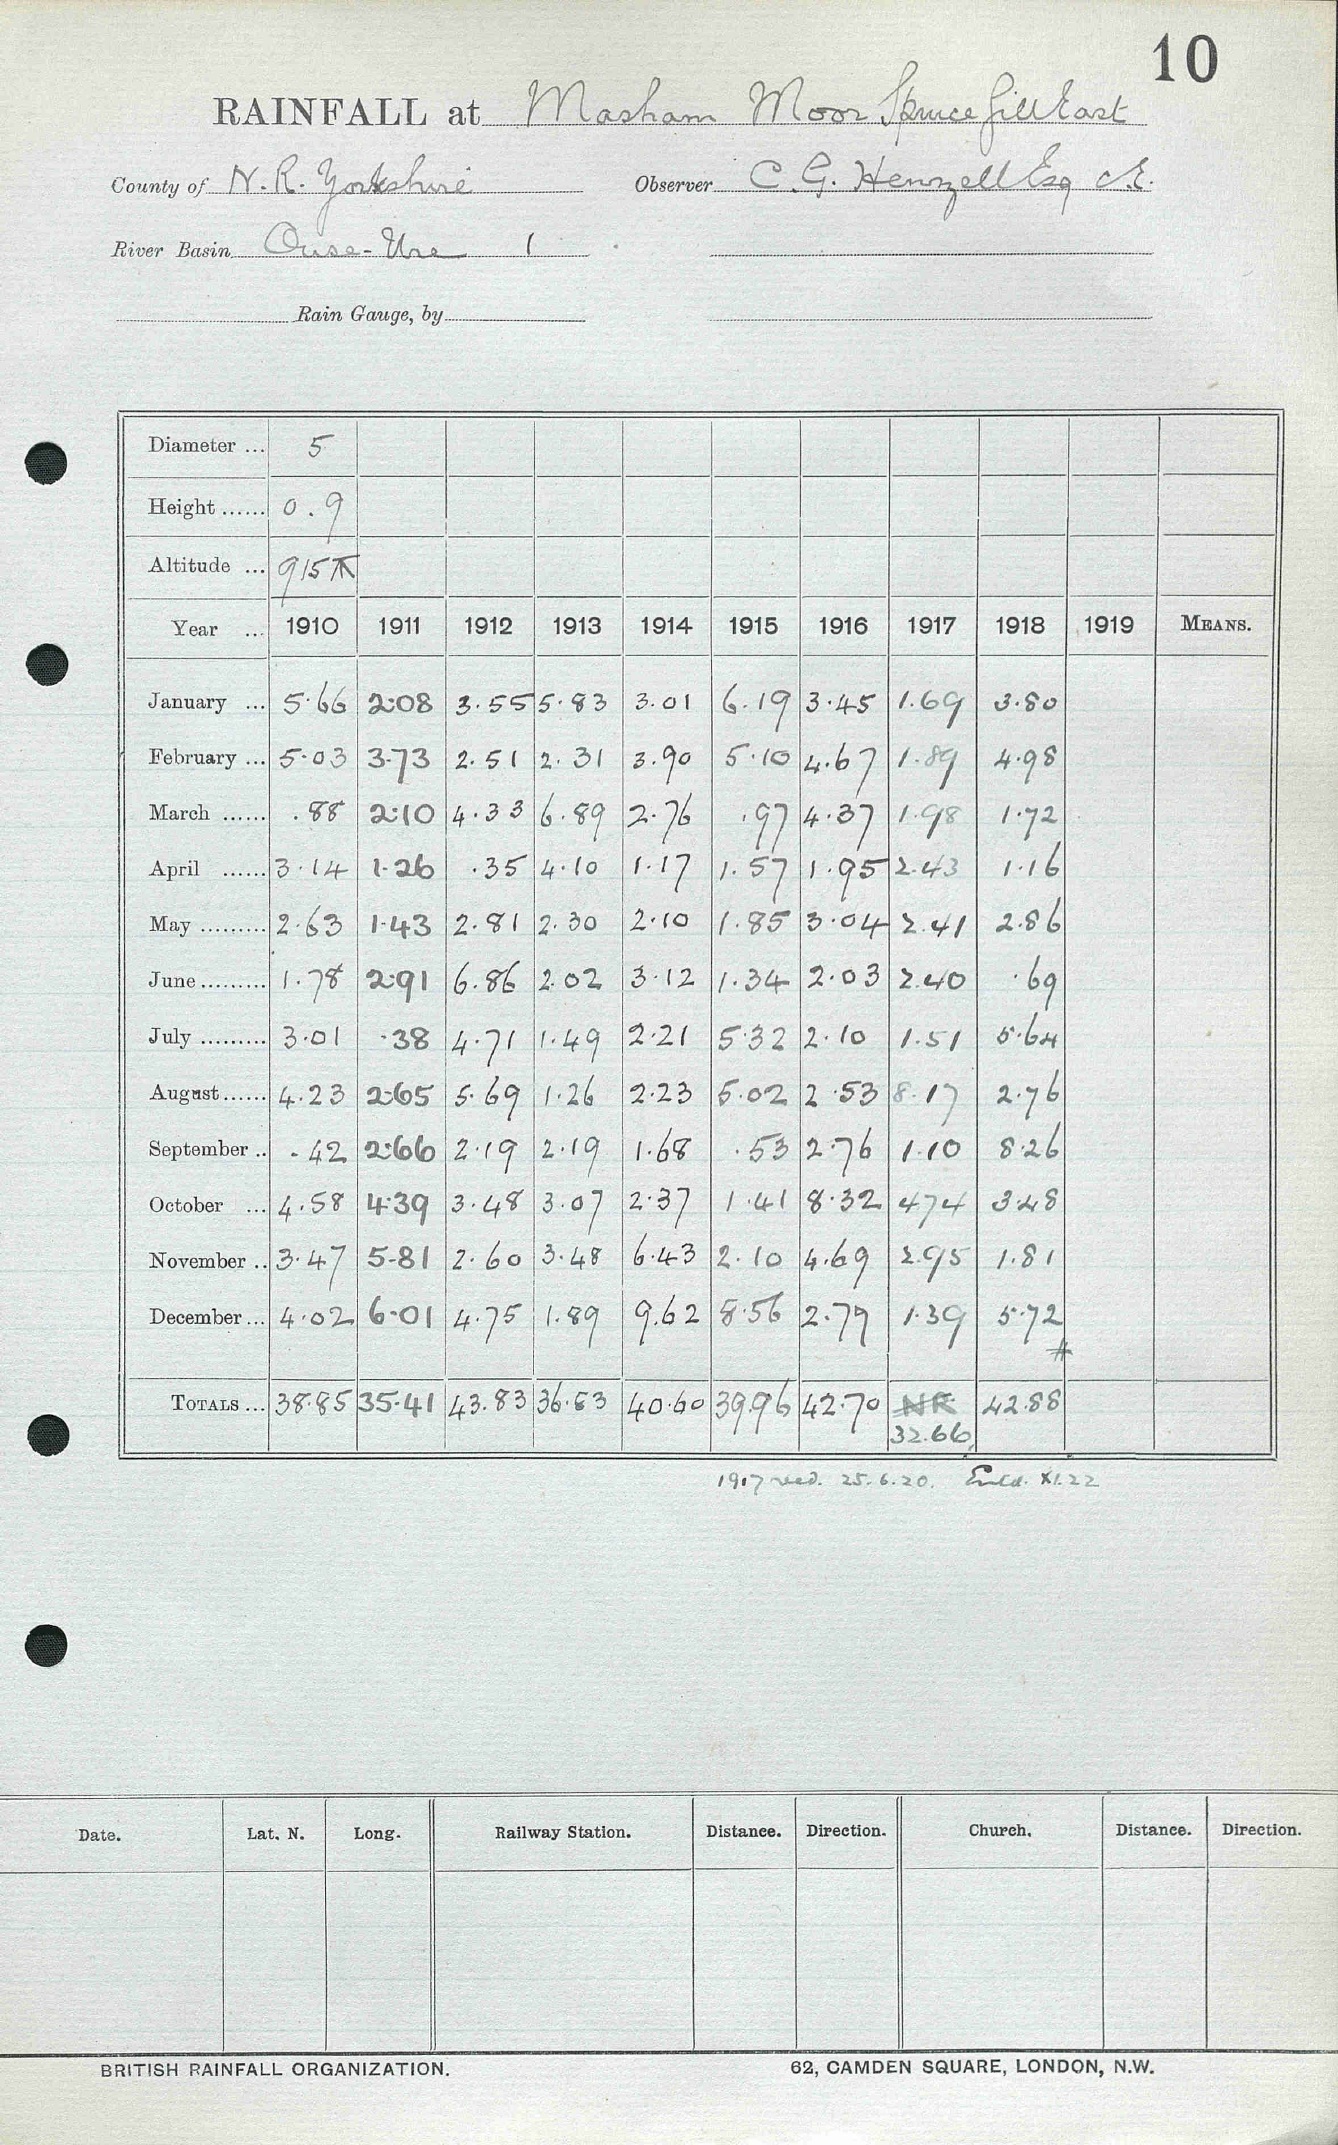 10
RAINFALL at Masham Moor Spruce Gill East
County of N. R. Yorkshire Observer C. G. Henzell Esq C.E.
River Basin Ouse-Ure 1
Rain Gauge, by
Diameter ... 5
Height ...... 0.9
Altitude ... 915
Year ... 1910 1911 1912 1913 1914 1915 1916 1917 1918 1919 MEANS.
January ... 5.66 2.08 3.55 5.83 3.01 6.19 3.45 1.69 3.80
February ... 5.03 3.73 2.51 2.31 3.90 5.10 4.67 1.89 4.98
March ...... .88 2.10 4.33 6.89 2.76 .97 4.37 1.98 1.72
April ...... 3.14 1.26 .35 4.10 1.17 1.57 1.95 2.43 1.16
May ......... 2.63 1.43 2.81 2.30 2.10 1.85 3.04 2.41 2.86
June ......... 1.78 2.91 6.86 2.02 3.12 1.34 2.03 2.40 .69
July ......... 3.01 .38 4.71 1.49 2.21 5.32 2.10 1.51 5.64
August ...... 4.23 2.65 5.69 1.26 2.23 5.02 2.53 8.17 2.76
September .. .42 2.66 2.19 2.19 1.68 .53 2.76 1.10 8.26
October ... 4.58 4.39 3.48 3.07 2.37 1.41 8.32 4.74 3.48
November .. 3.47 5.81 2.60 3.48 6.43 2.10 4.69 2.95 1.81
December ... 4.02 6.01 4.75 1.89 9.62 8.56 2.79 1.39 5.72
#
TOTALS ... 38.85 35.41 43.83 36.83 40.60 39.96 42.70 NR 42.88
32.66
1917 recd. 25.6.20. Entd. XI.22
Date. Lat. N. Long. Railway Station. Distance. Direction. Church. Distance. Direction.
BRITISH RAINFALL ORGANIZATION. 62, CAMDEN SQUARE, LONDON, N.W.